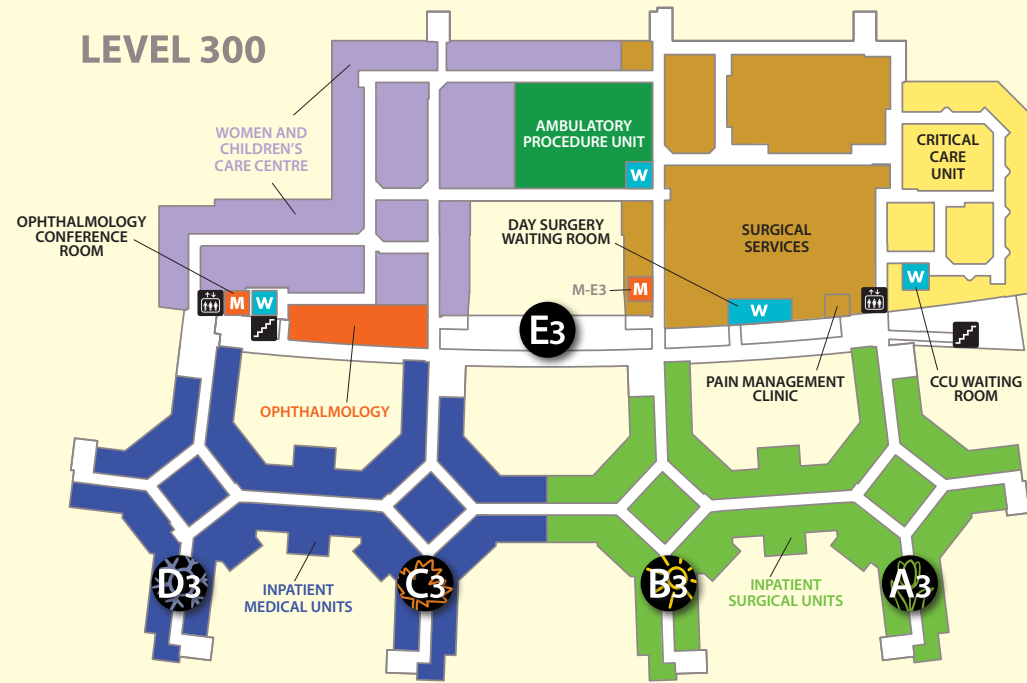 LEVEL 300
WOMEN AND
CHILDREN'S
CARE CENTRE
AMBULATORY
PROCEDURE UNIT
W
CRITICAL
CARE
UNIT
OPHTHALMOLOGY
CONFERENCE
ROOM
DAY SURGERY
WAITING ROOM
SURGICAL
SERVICES
M
W
M-E3
M
W
W
E3
OPHTHALMOLOGY
PAIN MANAGEMENT
CLINIC
CCU WAITING
ROOM
D3
INPATIENT
MEDICAL UNITS
C3
B3
INPATIENT
SURGICAL UNITS
A3